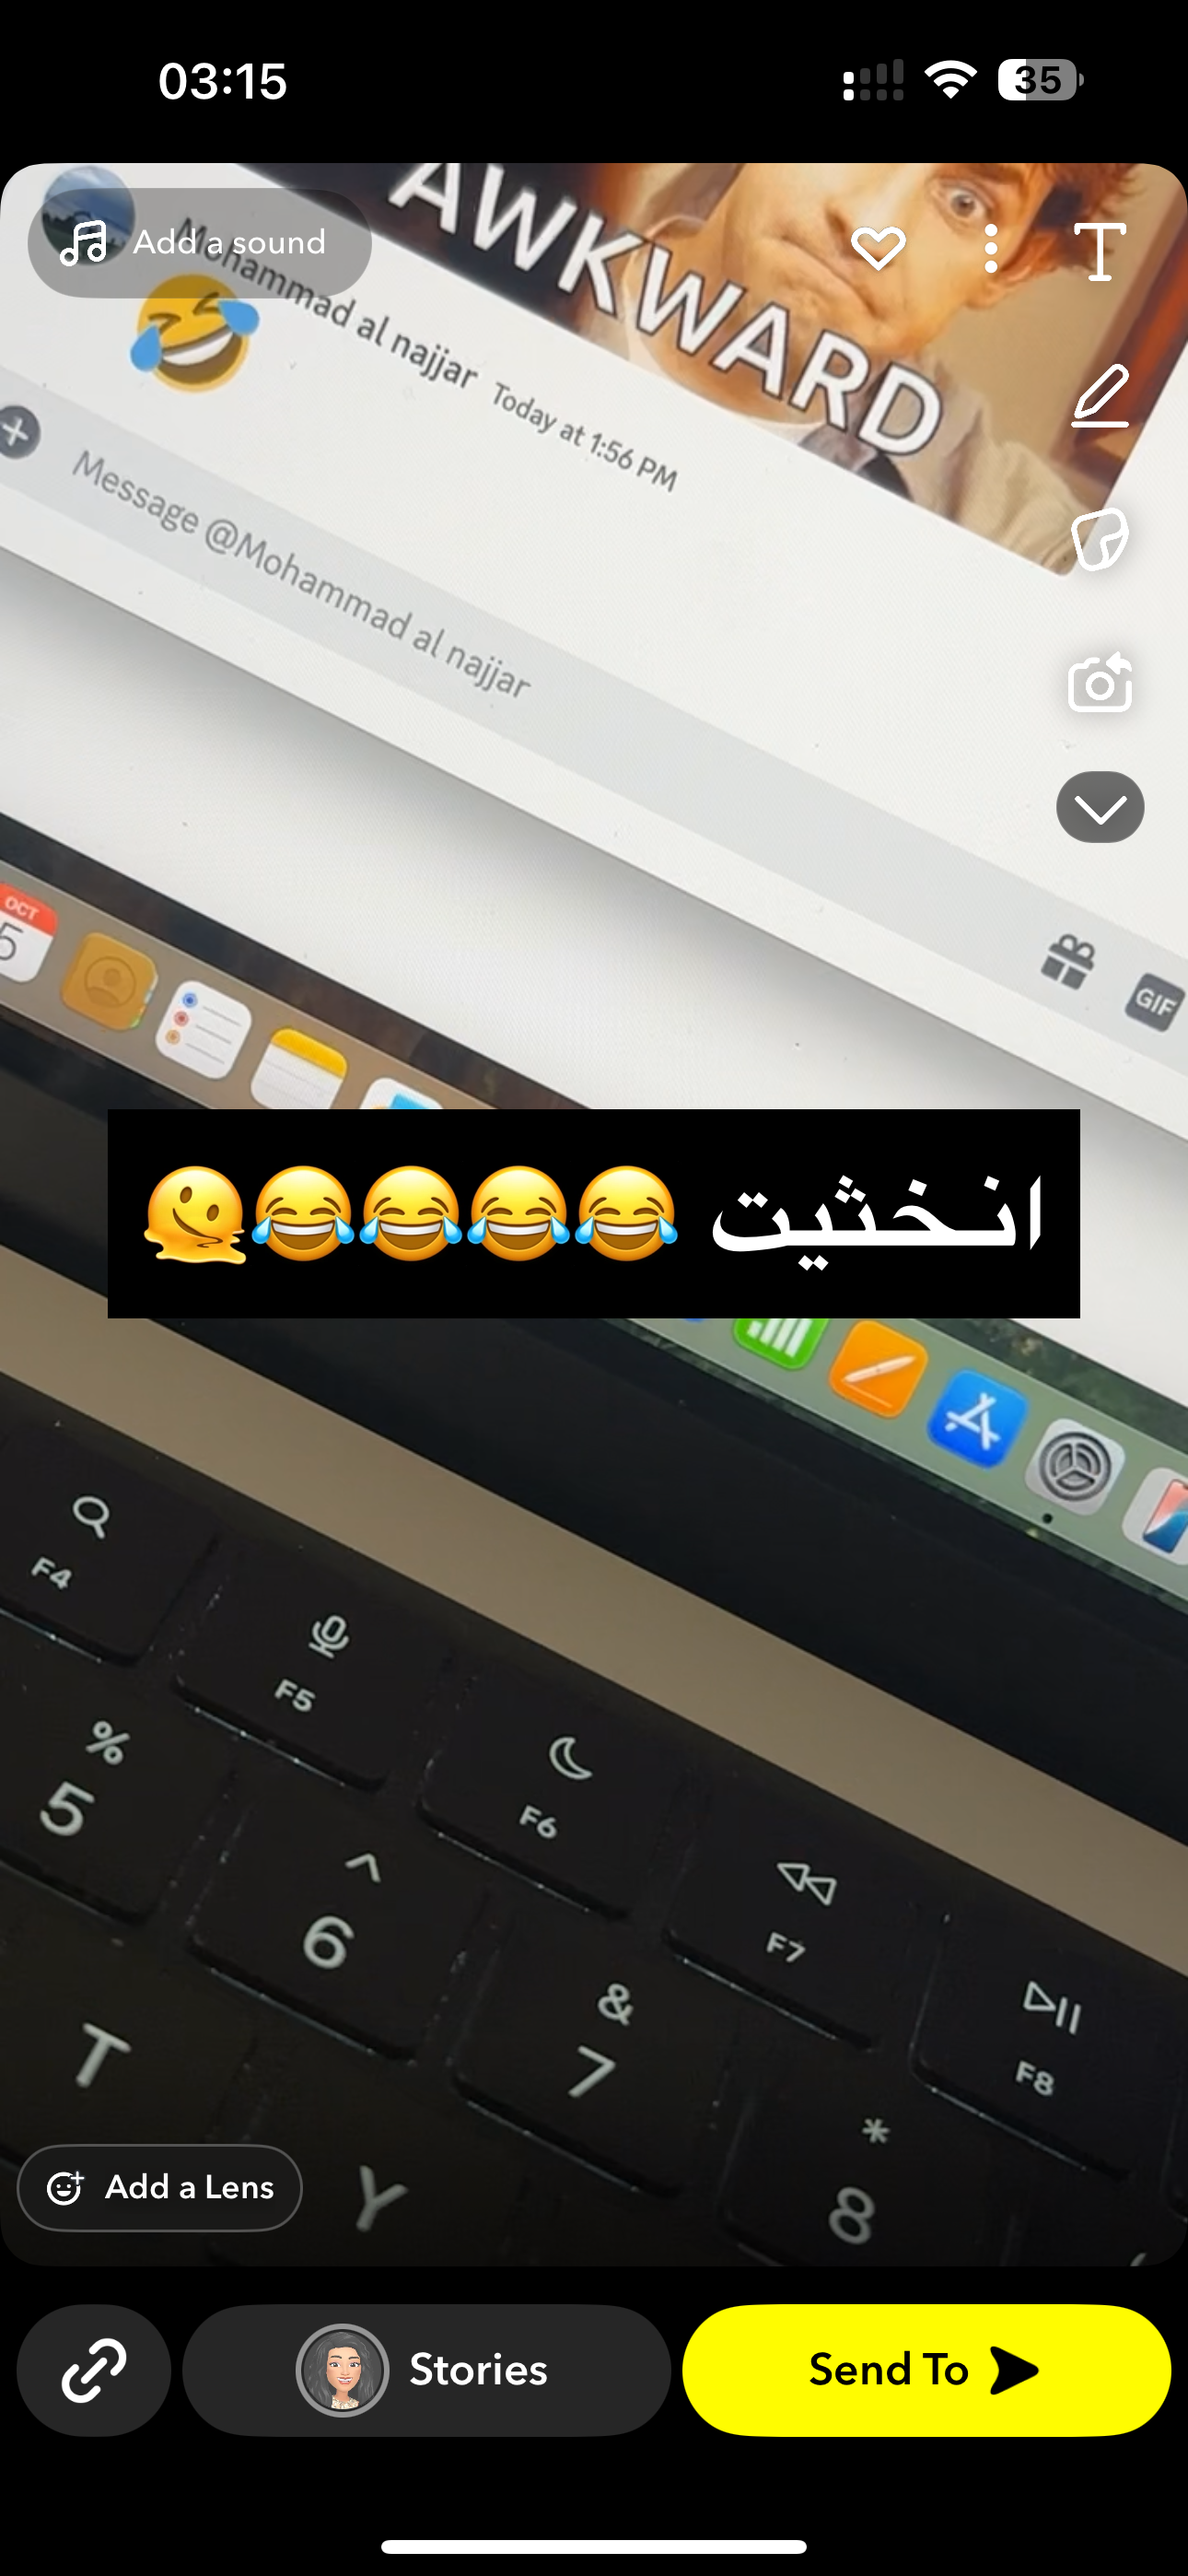 03:15
35
AWKWARD
Add a sound
Mohammad al najjar Today at 1:56 PM
🤣
Message @Mohammad al najjar
GIF
OCT
5
انخثيت 😂😂😂😂🫠
F4
F5
F6
F7
F8
%
5
^
6
&
7
*
8
T
Y
Add a Lens
Stories
Send To